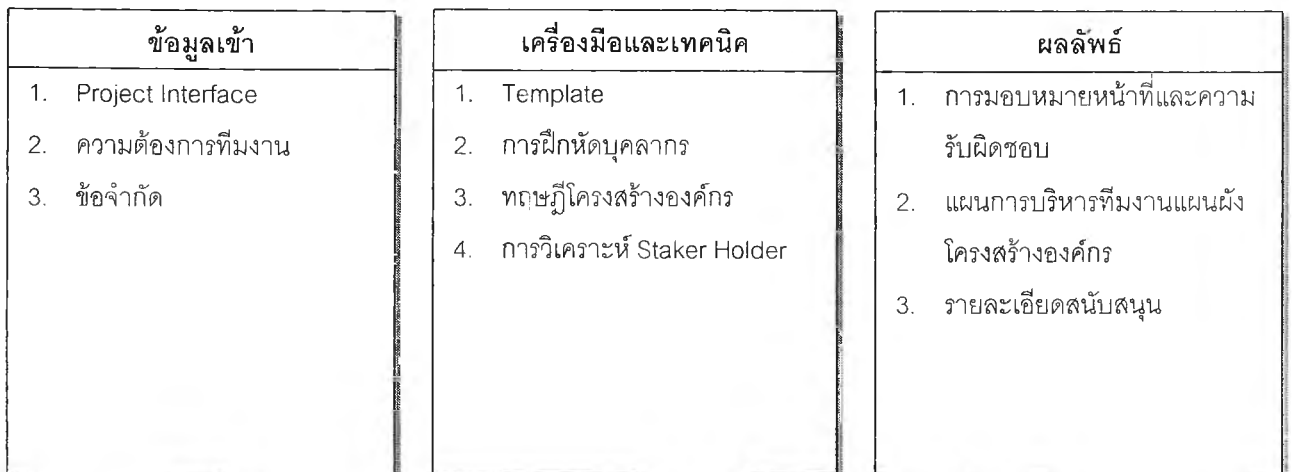 ข้อมูลเข้า
1. Project Interface
2. ความต้องการทีมงาน
3. ข้อจำกัด
เครื่องมือและเทคนิค
1. Template
2. การฝึกหัดบุคลากร
3. ทฤษฎีโครงสร้างองค์กร
4. การวิเคราะห์ Staker Holder
ผลลัพธ์
1. การมอบหมายหน้าที่และความ
รับผิดชอบ
2. แผนการบริหารทีมงานแผนผัง
โครงสร้างองค์กร
3. รายละเอียดสนับสนุน